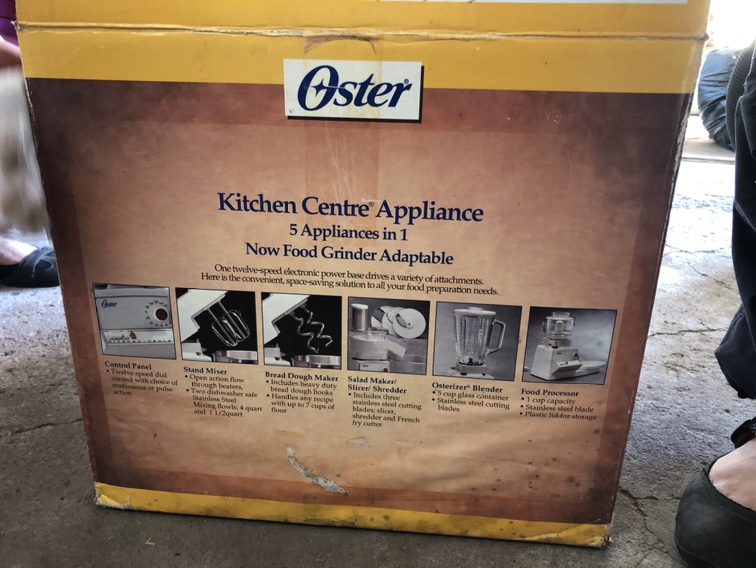 Oster®
Kitchen Centre® Appliance
5 Appliances in 1
Now Food Grinder Adaptable
One twelve-speed electronic power base drives a variety of attachments.
Here is the convenient, space-saving solution to all your food preparation needs.
Oster
Control Panel
• Twelve speed dial
control with choice of
continuous or pulse
action
Stand Mixer
• Open action flow
through beaters,
• Two dishwasher safe
Stainless Steel
Mixing Bowls; 4 quart
and 1 1/2quart
Bread Dough Maker
• Includes heavy duty
bread dough hooks
• Handles any recipe
with up to 7 cups of
flour
Salad Maker/
Slicer/ Shredder
• Includes three
stainless steel cutting
blades; slicer,
shredder and French
fry cutter
Osterizer® Blender
• 5 cup glass container
• Stainless steel cutting
blades
Food Processor
• 1 cup capacity
• Stainless steel blade
• Plastic lid for storage